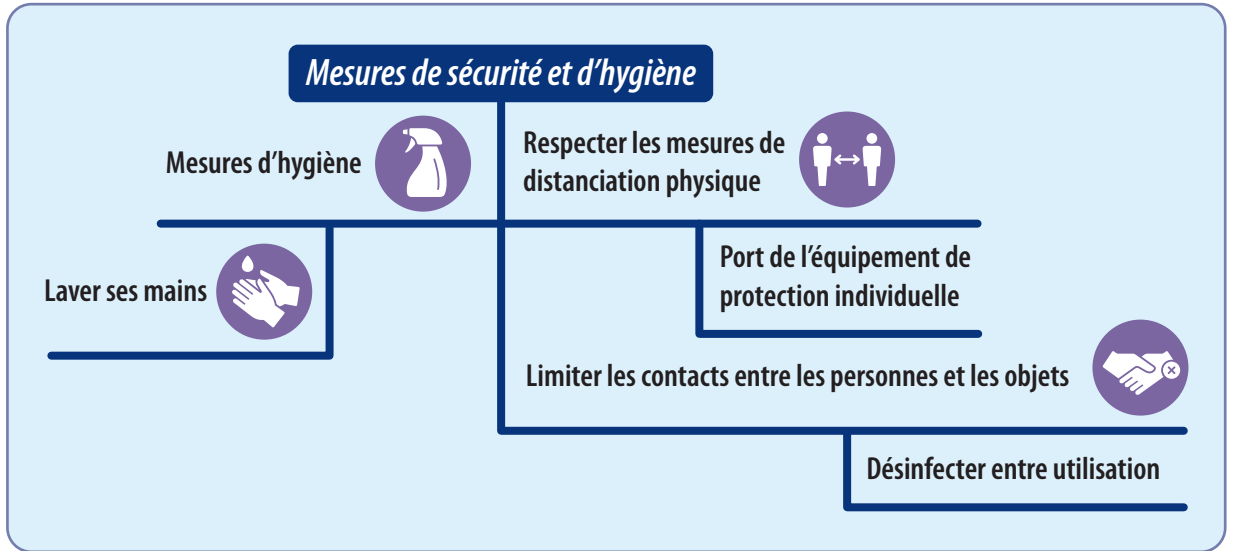 Mesures de sécurité et d’hygiène
Mesures d’hygiène
Respecter les mesures de
distanciation physique
Laver ses mains
Port de l’équipement de
protection individuelle
Limiter les contacts entre les personnes et les objets
Désinfecter entre utilisation